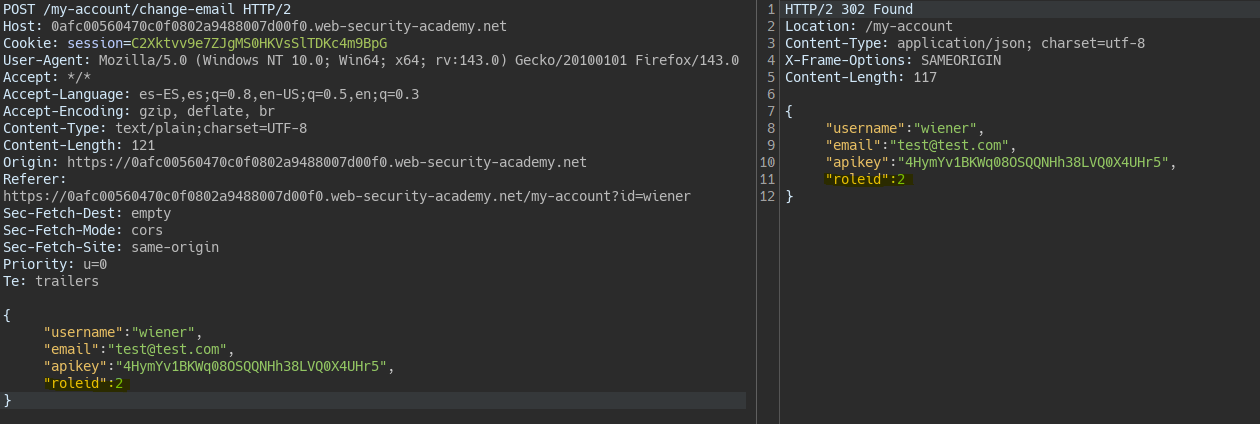 POST /my-account/change-email HTTP/2
Host: 0afc00560470c0f0802a9488007d00f0.web-security-academy.net
Cookie: session=C2Xktvv9e7ZJgMS0HKVsSlTDKc4m9BpG
User-Agent: Mozilla/5.0 (Windows NT 10.0; Win64; x64; rv:143.0) Gecko/20100101 Firefox/143.0
Accept: */*
Accept-Language: es-ES,es;q=0.8,en-US;q=0.5,en;q=0.3
Accept-Encoding: gzip, deflate, br
Content-Type: text/plain;charset=UTF-8
Content-Length: 121
Origin: https://0afc00560470c0f0802a9488007d00f0.web-security-academy.net
Referer:
https://0afc00560470c0f0802a9488007d00f0.web-security-academy.net/my-account?id=wiener
Sec-Fetch-Dest: empty
Sec-Fetch-Mode: cors
Sec-Fetch-Site: same-origin
Priority: u=0
Te: trailers
{
"username":"wiener",
"email":"test@test.com",
"apikey":"4HymYv1BKWq08OSQQNHh38LVQ0X4UHr5",
"roleid":2
}
1 HTTP/2 302 Found
2 Location: /my-account
3 Content-Type: application/json; charset=utf-8
4 X-Frame-Options: SAMEORIGIN
5 Content-Length: 117
6
7 {
8 "username":"wiener",
9 "email":"test@test.com",
10 "apikey":"4HymYv1BKWq08OSQQNHh38LVQ0X4UHr5",
11 "roleid":2
12 }